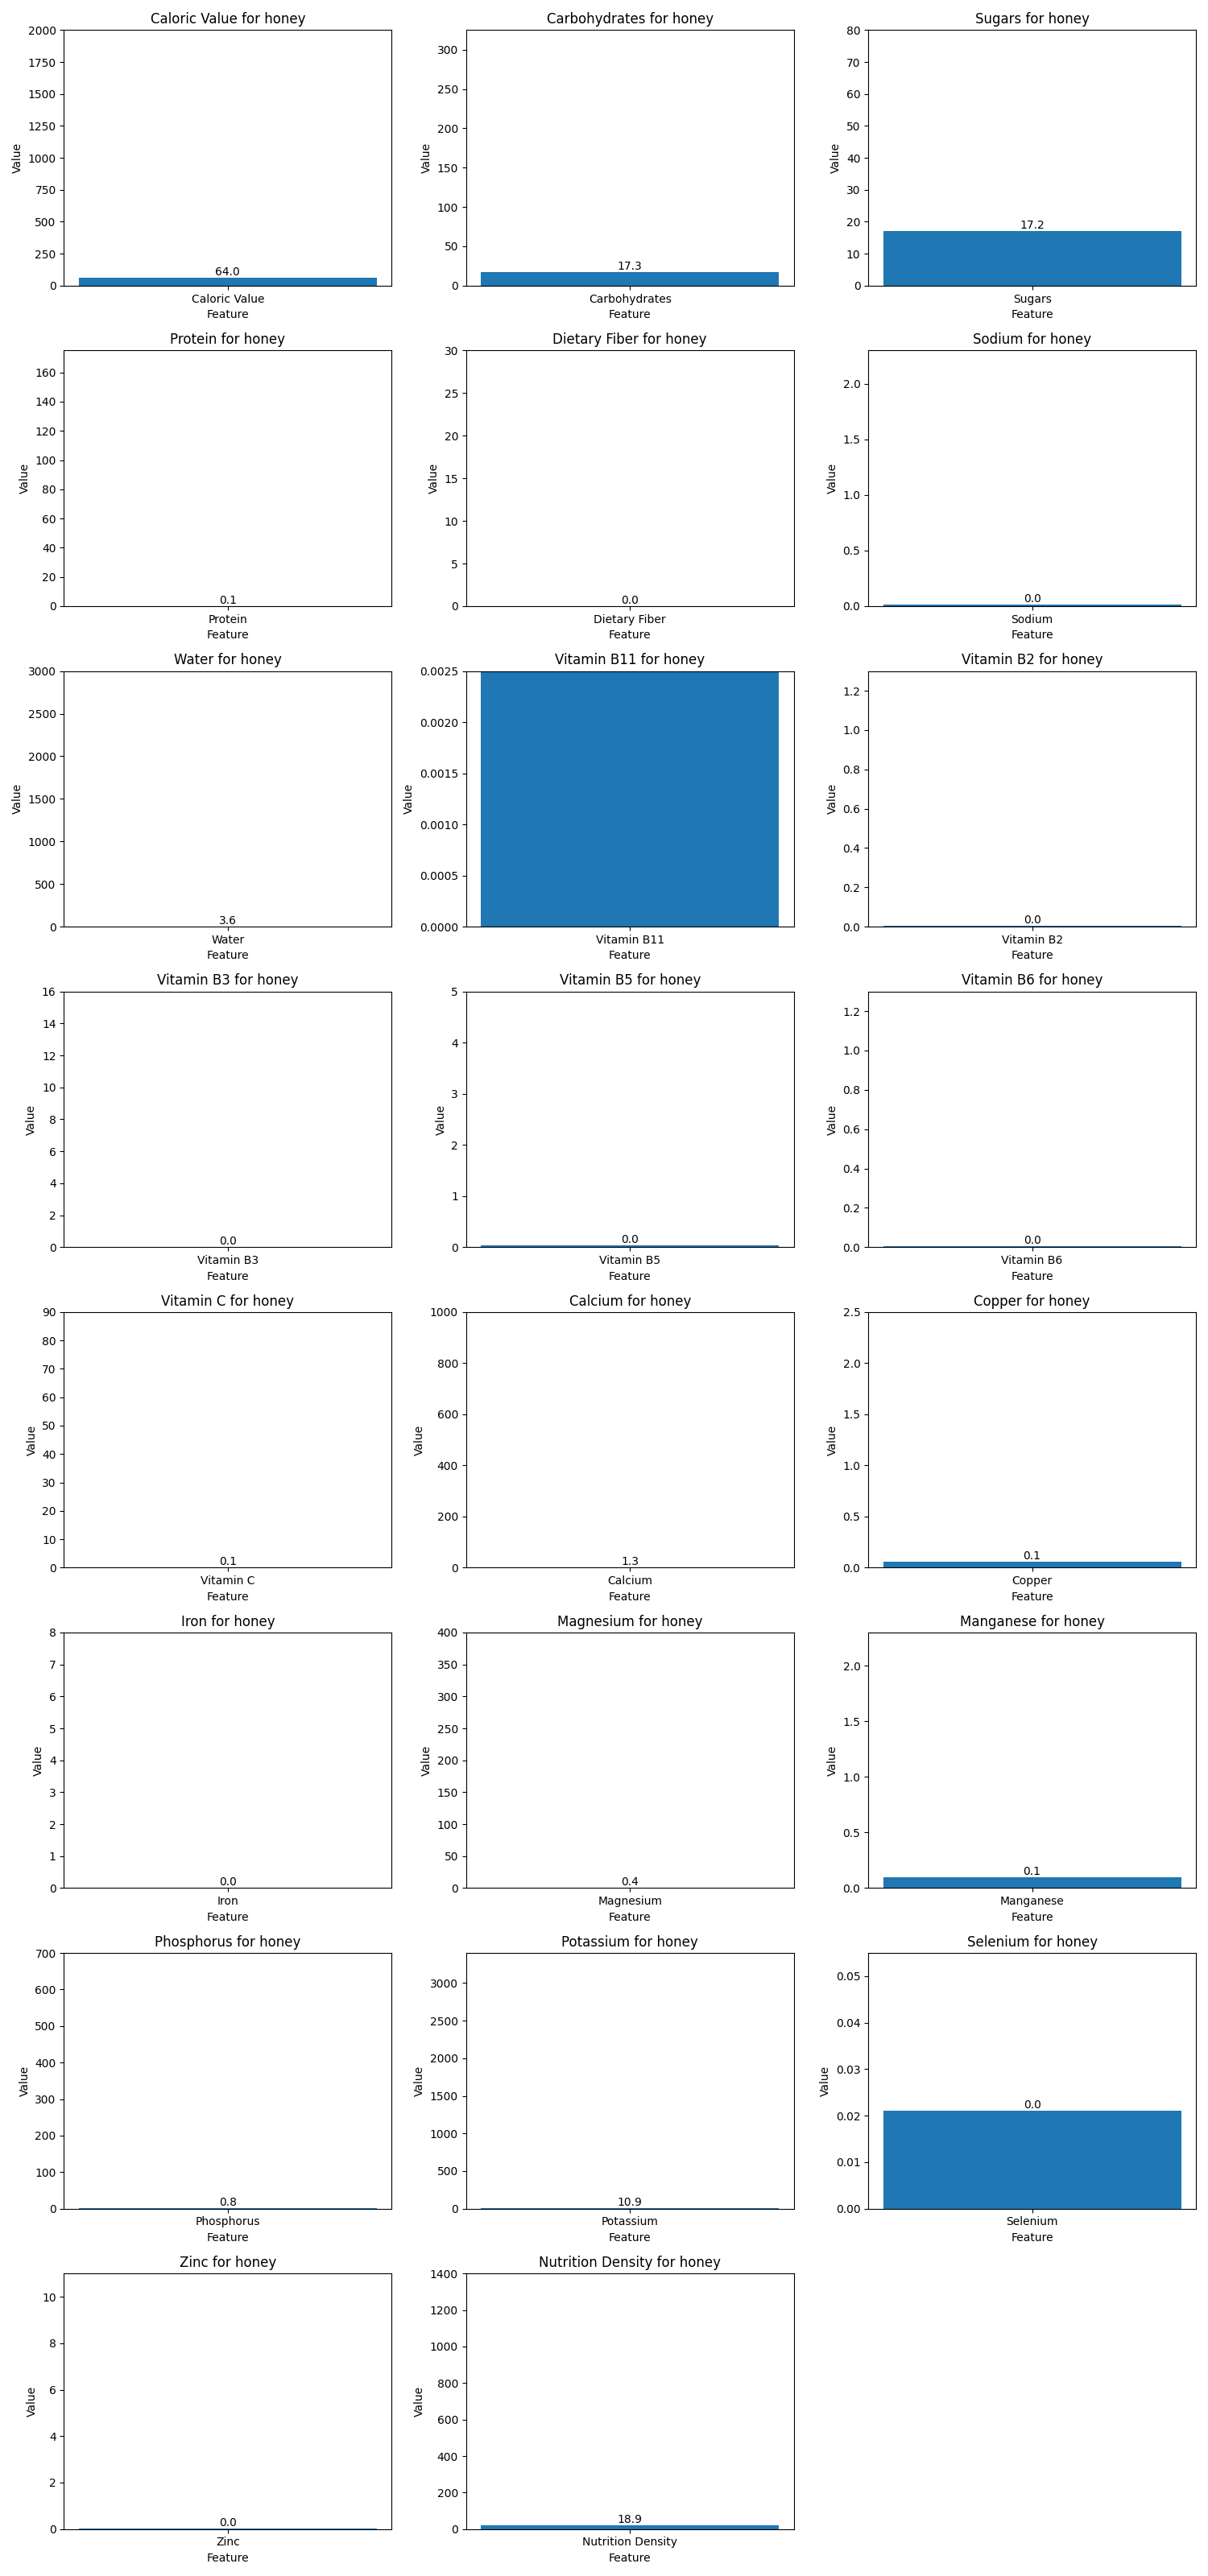 Caloric Value for honey
2000
1750
1500
1250
1000
750
500
250
0
Value
64.0
Caloric Value
Feature
Carbohydrates for honey
300
250
200
150
100
50
0
Value
17.3
Carbohydrates
Feature
Sugars for honey
80
70
60
50
40
30
20
10
0
Value
17.2
Sugars
Feature
Protein for honey
160
140
120
100
80
60
40
20
0
Value
0.1
Protein
Feature
Dietary Fiber for honey
30
25
20
15
10
5
0
Value
0.0
Dietary Fiber
Feature
Sodium for honey
2.0
1.5
1.0
0.5
0.0
Value
0.0
Sodium
Feature
Water for honey
3000
2500
2000
1500
1000
500
0
Value
3.6
Water
Feature
Vitamin B11 for honey
0.0025
0.0020
0.0015
0.0010
0.0005
0.0000
Value
Vitamin B11
Feature
Vitamin B2 for honey
1.2
1.0
0.8
0.6
0.4
0.2
0.0
Value
0.0
Vitamin B2
Feature
Vitamin B3 for honey
16
14
12
10
8
6
4
2
0
Value
0.0
Vitamin B3
Feature
Vitamin B5 for honey
5
4
3
2
1
0
Value
0.0
Vitamin B5
Feature
Vitamin B6 for honey
1.2
1.0
0.8
0.6
0.4
0.2
0.0
Value
0.0
Vitamin B6
Feature
Vitamin C for honey
90
80
70
60
50
40
30
20
10
0
Value
0.1
Vitamin C
Feature
Calcium for honey
1000
800
600
400
200
0
Value
1.3
Calcium
Feature
Copper for honey
2.5
2.0
1.5
1.0
0.5
0.0
Value
0.1
Copper
Feature
Iron for honey
8
7
6
5
4
3
2
1
0
Value
0.0
Iron
Feature
Magnesium for honey
400
350
300
250
200
150
100
50
0
Value
0.4
Magnesium
Feature
Manganese for honey
2.0
1.5
1.0
0.5
0.0
Value
0.1
Manganese
Feature
Phosphorus for honey
700
600
500
400
300
200
100
0
Value
0.8
Phosphorus
Feature
Potassium for honey
3000
2500
2000
1500
1000
500
0
Value
10.9
Potassium
Feature
Selenium for honey
0.05
0.04
0.03
0.02
0.01
0.00
Value
0.0
Selenium
Feature
Zinc for honey
10
8
6
4
2
0
Value
0.0
Zinc
Feature
Nutrition Density for honey
1400
1200
1000
800
600
400
200
0
Value
18.9
Nutrition Density
Feature